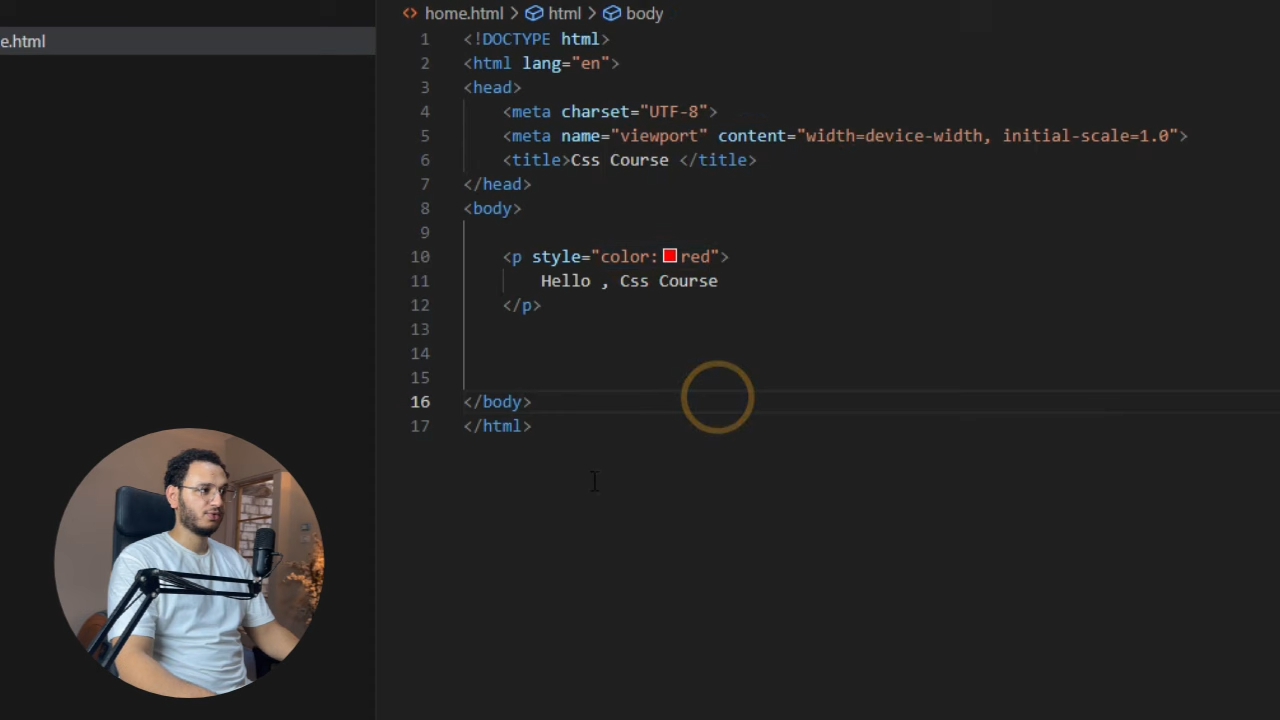 home.html > html > body
e.html
1 <!DOCTYPE html>
2 <html lang="en">
3 <head>
4 <meta charset="UTF-8">
5 <meta name="viewport" content="width=device-width, initial-scale=1.0">
6 <title>Css Course </title>
7 </head>
8 <body>
9
10 <p style="color:red">
11 Hello , Css Course
12 </p>
13
14
15
16 </body>
17 </html>